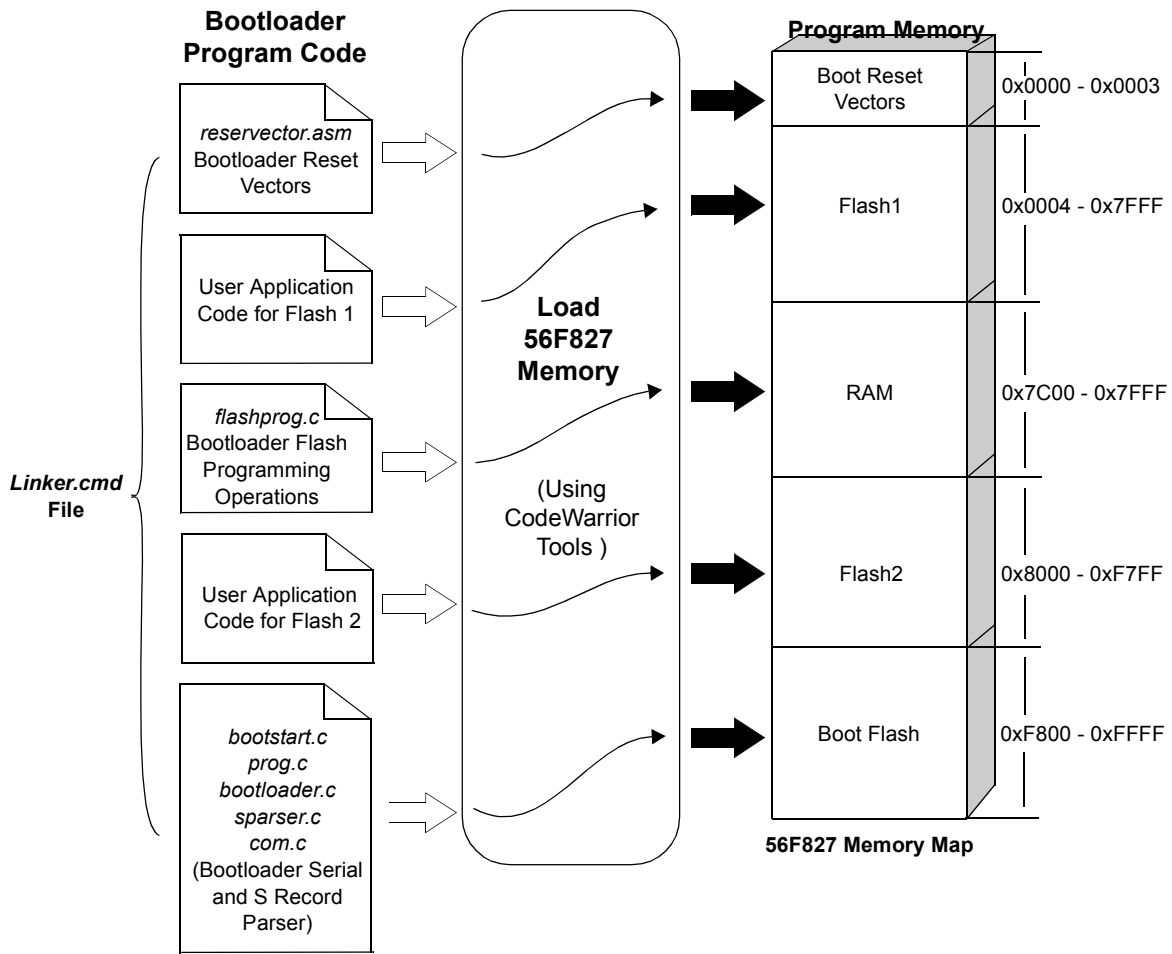 Bootloader
Program Code
reservector.asm
Bootloader Reset
Vectors
User Application
Code for Flash 1
flashprog.c
Bootloader Flash
Programming
Operations
User Application
Code for Flash 2
bootstart.c
prog.c
bootloader.c
sparser.c
com.c
(Bootloader Serial
and S Record
Parser)
Linker.cmd
File
Load
56F827
Memory
(Using
CodeWarrior
Tools )
Program Memory
Boot Reset
Vectors
0x0000 - 0x0003
Flash1
0x0004 - 0x7FFF
RAM
0x7C00 - 0x7FFF
Flash2
0x8000 - 0xF7FF
Boot Flash
0xF800 - 0xFFFF
56F827 Memory Map